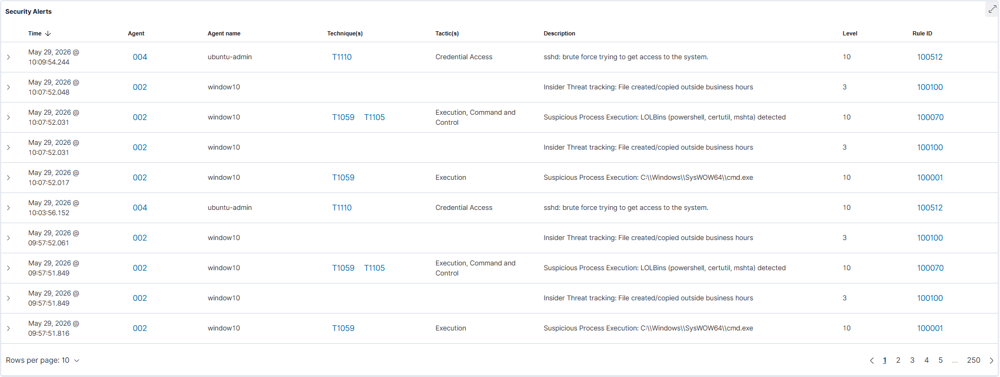 Security Alerts
Time Agent Agent name Technique(s) Tactic(s) Description Level Rule ID
May 29, 2026 @ 10:09:54.244 004 ubuntu-admin T1110 Credential Access sshd: brute force trying to get access to the system. 10 100512
May 29, 2026 @ 10:07:52.048 002 window10 Insider Threat tracking: File created/copied outside business hours 3 100100
May 29, 2026 @ 10:07:52.031 002 window10 T1059 T1105 Execution, Command and Control Suspicious Process Execution: LOLBins (powershell, certutil, mshta) detected 10 100070
May 29, 2026 @ 10:07:52.031 002 window10 Insider Threat tracking: File created/copied outside business hours 3 100100
May 29, 2026 @ 10:07:52.017 002 window10 T1059 Execution Suspicious Process Execution: C:\\Windows\\SysWOW64\\cmd.exe 10 100001
May 29, 2026 @ 10:03:56.152 004 ubuntu-admin T1110 Credential Access sshd: brute force trying to get access to the system. 10 100512
May 29, 2026 @ 09:57:52.061 002 window10 Insider Threat tracking: File created/copied outside business hours 3 100100
May 29, 2026 @ 09:57:51.849 002 window10 T1059 T1105 Execution, Command and Control Suspicious Process Execution: LOLBins (powershell, certutil, mshta) detected 10 100070
May 29, 2026 @ 09:57:51.849 002 window10 Insider Threat tracking: File created/copied outside business hours 3 100100
May 29, 2026 @ 09:57:51.816 002 window10 T1059 Execution Suspicious Process Execution: C:\\Windows\\SysWOW64\\cmd.exe 10 100001
Rows per page: 10 1 2 3 4 5 ... 250